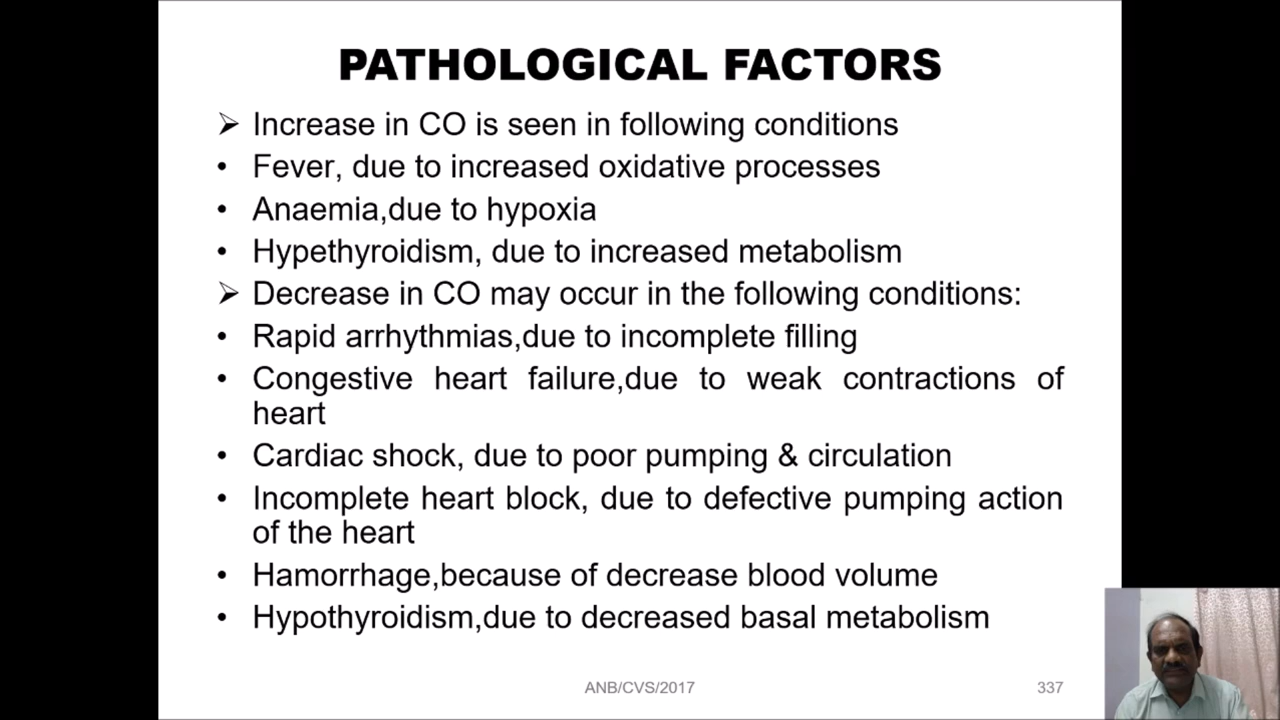 PATHOLOGICAL FACTORS
➢ Increase in CO is seen in following conditions
• Fever, due to increased oxidative processes
• Anaemia,due to hypoxia
• Hypethyroidism, due to increased metabolism
➢ Decrease in CO may occur in the following conditions:
• Rapid arrhythmias,due to incomplete filling
• Congestive heart failure,due to weak contractions of
heart
• Cardiac shock, due to poor pumping & circulation
• Incomplete heart block, due to defective pumping action
of the heart
• Hamorrhage,because of decrease blood volume
• Hypothyroidism,due to decreased basal metabolism
ANB/CVS/2017
337